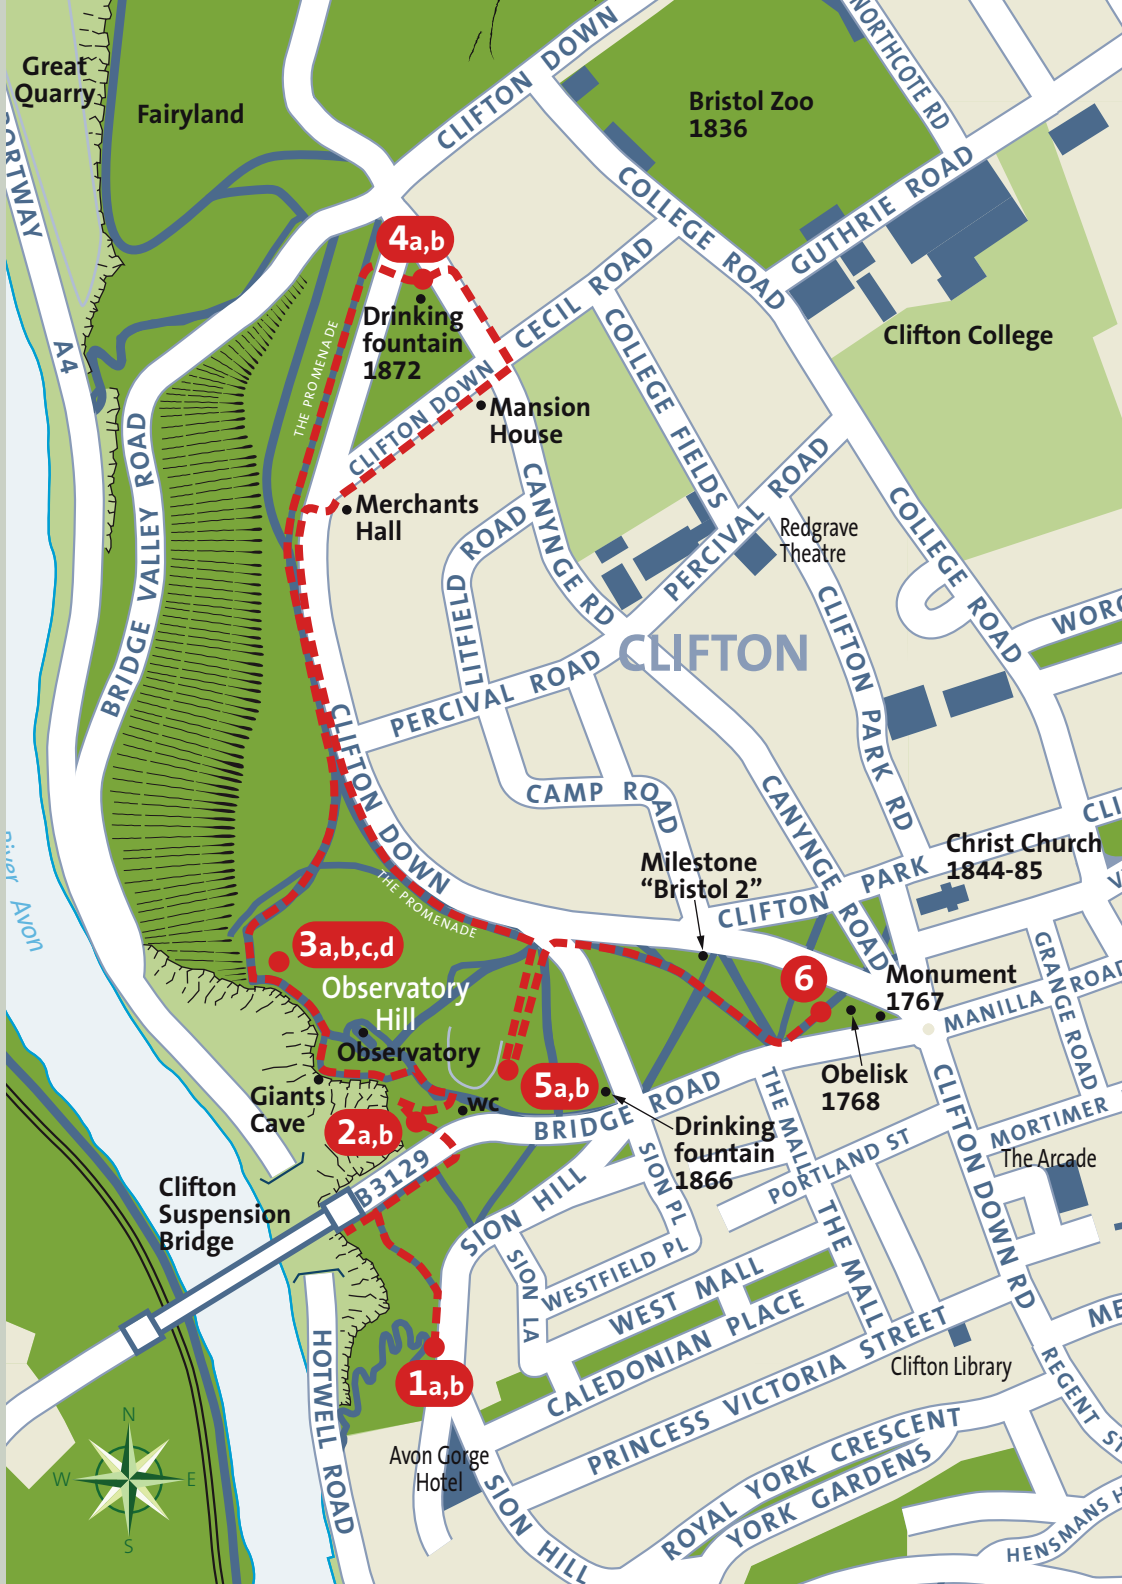 Great
Quarry
Fairyland
PORTWAY
A4
CLIFTON DOWN
NORTHCOTE RD
Bristol Zoo
1836
COLLEGE ROAD
GUTHRIE ROAD
4a,b
Drinking
fountain
1872
THE PROMENADE
CECIL ROAD
CLIFTON DOWN
Mansion
House
Clifton College
COLLEGE FIELDS
BRIDGE VALLEY ROAD
Merchants
Hall
CANYNGE RD
LITFIELD ROAD
PERCIVAL ROAD
Redgrave
Theatre
COLLEGE ROAD
WORC
CLIFTON
PERCIVAL ROAD
CLIFTON PARK RD
CLIFTON DOWN
CAMP ROAD
CANYNGE ROAD
CLI
River Avon
Christ Church
1844-85
Milestone
“Bristol 2”
CLIFTON PARK
V
THE PROMENADE
3a,b,c,d
Observatory
Hill
Observatory
6
Monument
1767
GRANGE ROAD
MANILLA ROAD
Giants
Cave
5a,b
wc
2a,b
Obelisk
1768
BRIDGE ROAD
Drinking
fountain
1866
THE MALL
CLIFTON DOWN RD
MORTIMER
The Arcade
PORTLAND ST
SION PL
B3129
Clifton
Suspension
Bridge
SION HILL
SION LA
WESTFIELD PL
WEST MALL
THE MALL
CALEDONIAN PLACE
PRINCESS VICTORIA STREET
ME
Clifton Library
REGENT ST
1a,b
HOTWELL ROAD
Avon Gorge
Hotel
SION HILL
ROYAL YORK CRESCENT
YORK GARDENS
HENSMANS H
N
W
E
S